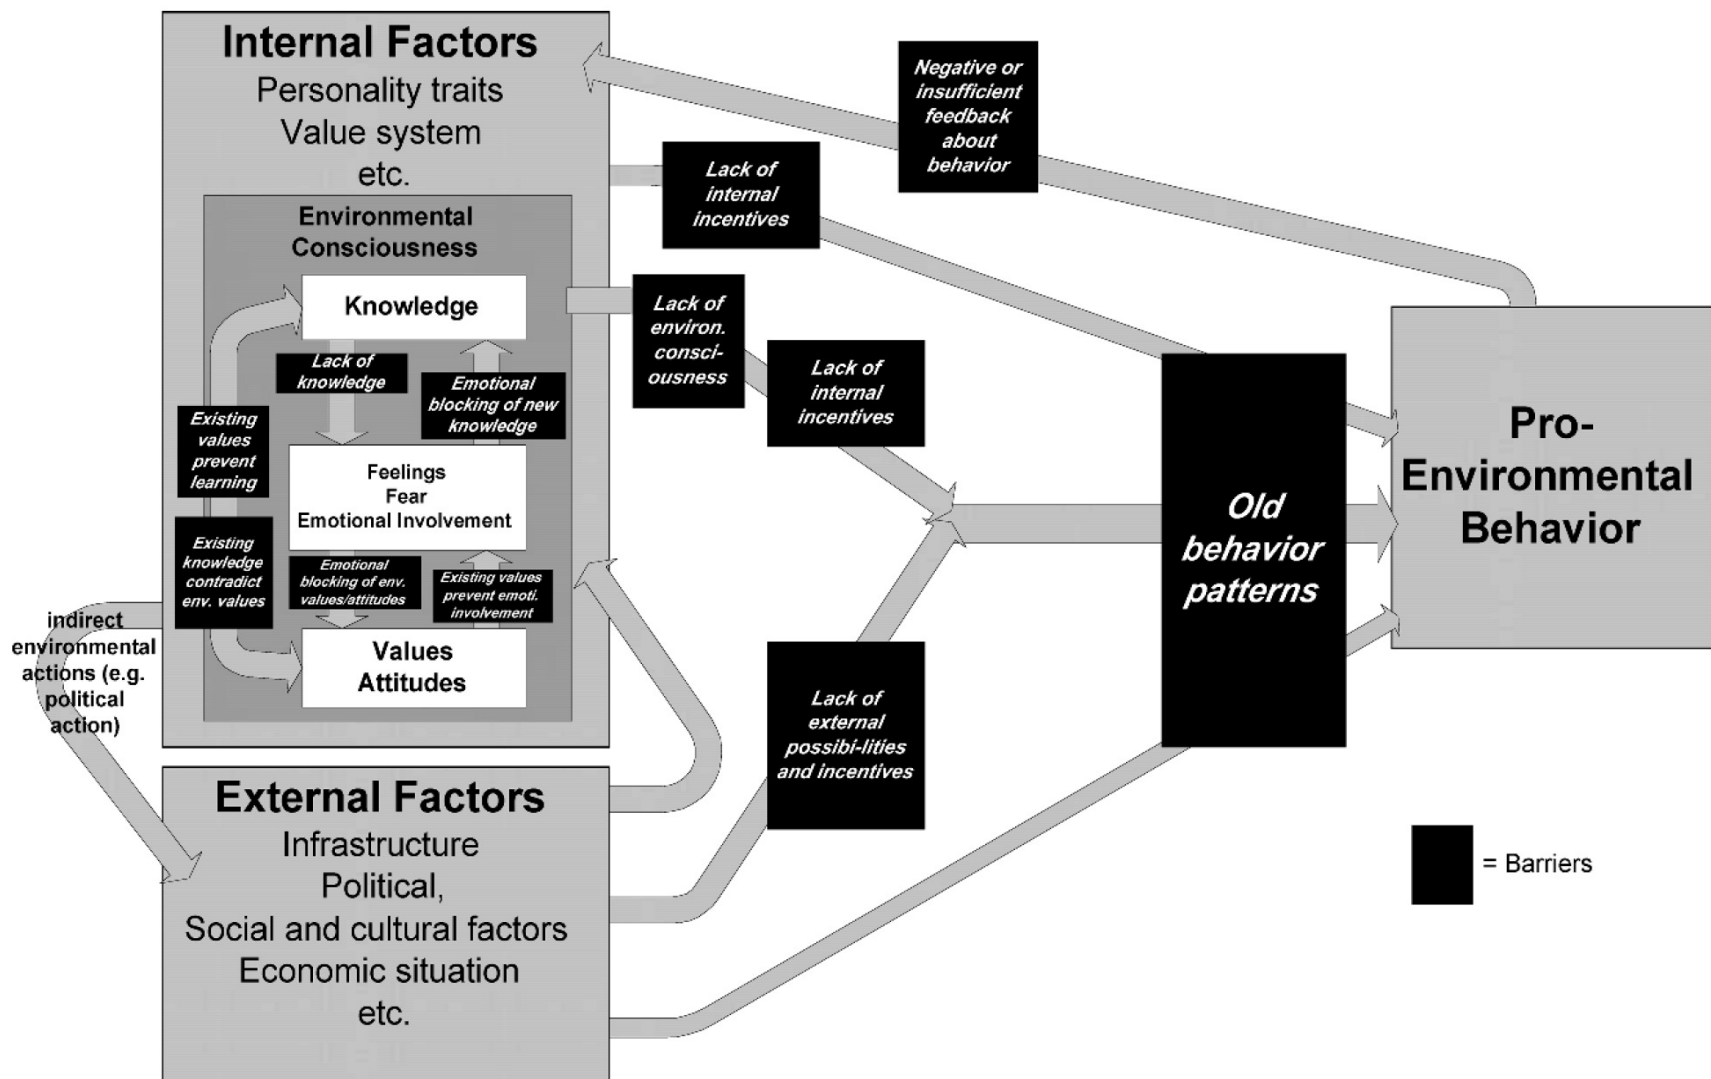 Internal Factors
Personality traits
Value system
etc.
Environmental
Consciousness
Knowledge
Lack of
knowledge
Emotional
blocking of new
knowledge
Existing
values
prevent
learning
Feelings
Fear
Emotional Involvement
Existing
knowledge
contradict
env. values
Emotional
blocking of env.
values/attitudes
Existing values
prevent emoti.
involvement
Values
Attitudes
indirect
environmental
actions (e.g.
political
action)
External Factors
Infrastructure
Political,
Social and cultural factors
Economic situation
etc.
Negative or
insufficient
feedback
about
behavior
Lack of
internal
incentives
Lack of
environ.
consci-
ousness
Lack of
internal
incentives
Lack of
external
possibi-lities
and incentives
Old
behavior
patterns
Pro-
Environmental
Behavior
= Barriers